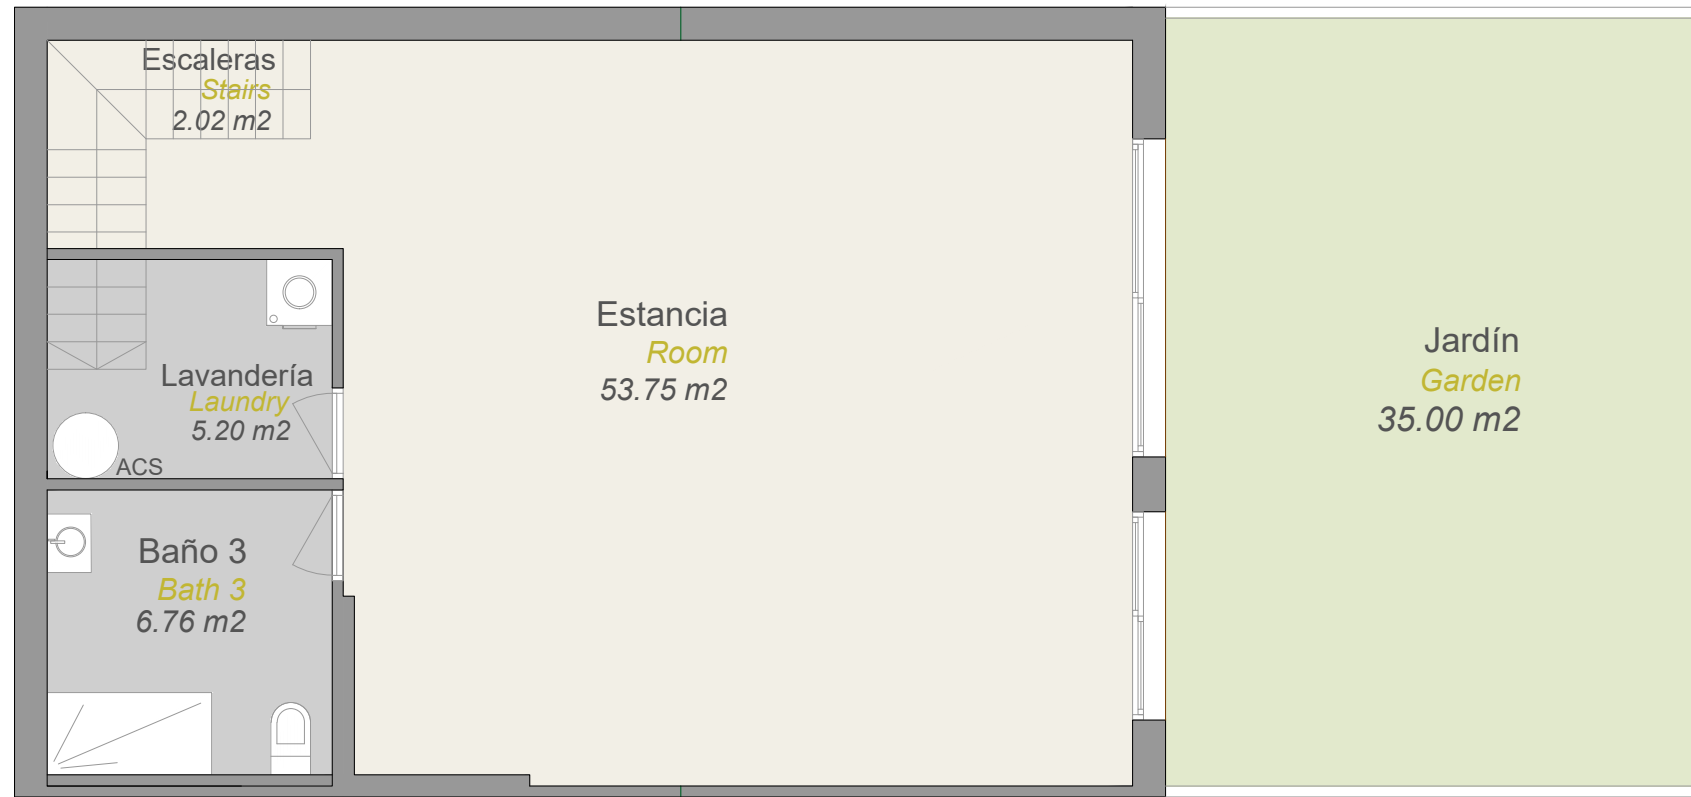 Escaleras
Stairs
2.02 m2
Estancia
Room
53.75 m2
Jardín
Garden
35.00 m2
Lavandería
Laundry
5.20 m2
ACS
Baño 3
Bath 3
6.76 m2